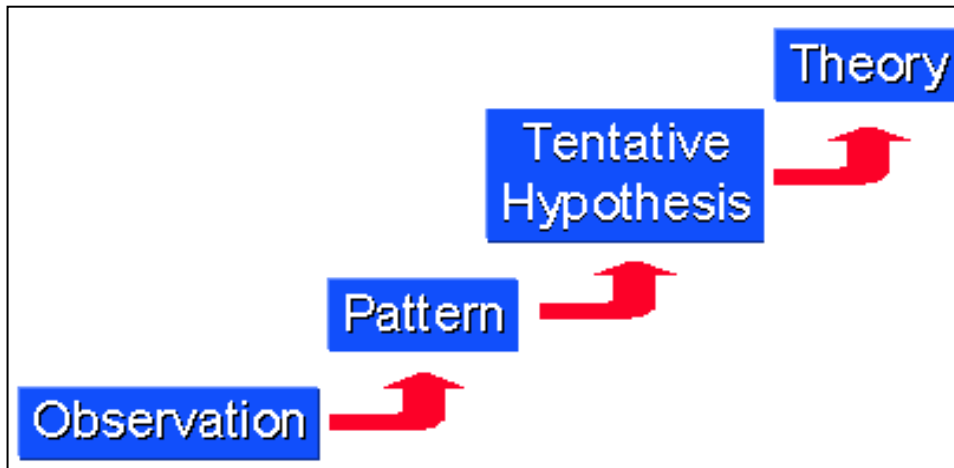 Theory
Tentative
Hypothesis
Pattern
Observation